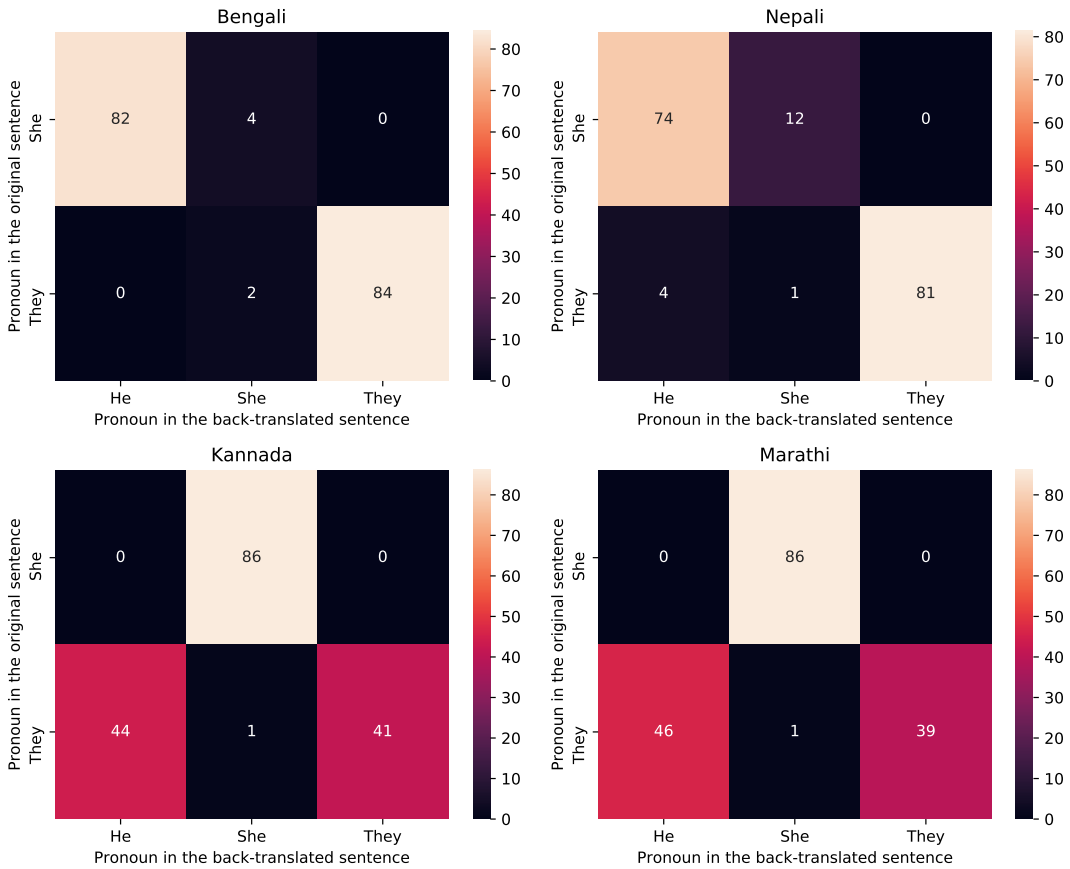 Bengali
Pronoun in the original sentence
She
They
82 4 0
0 2 84
He She They
Pronoun in the back-translated sentence
80
70
60
50
40
30
20
10
0
Nepali
Pronoun in the original sentence
She
They
74 12 0
4 1 81
He She They
Pronoun in the back-translated sentence
80
70
60
50
40
30
20
10
0
Kannada
Pronoun in the original sentence
She
They
0 86 0
44 1 41
He She They
Pronoun in the back-translated sentence
80
70
60
50
40
30
20
10
0
Marathi
Pronoun in the original sentence
She
They
0 86 0
46 1 39
He She They
Pronoun in the back-translated sentence
80
70
60
50
40
30
20
10
0